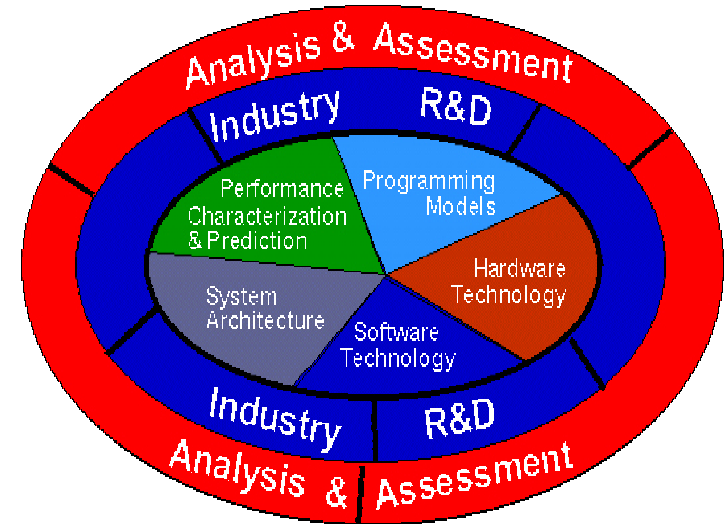 Analysis & Assessment
Industry R&D
Performance
Characterization
& Prediction
Programming
Models
Hardware
Technology
System
Architecture
Software
Technology
Industry R&D
Analysis & Assessment